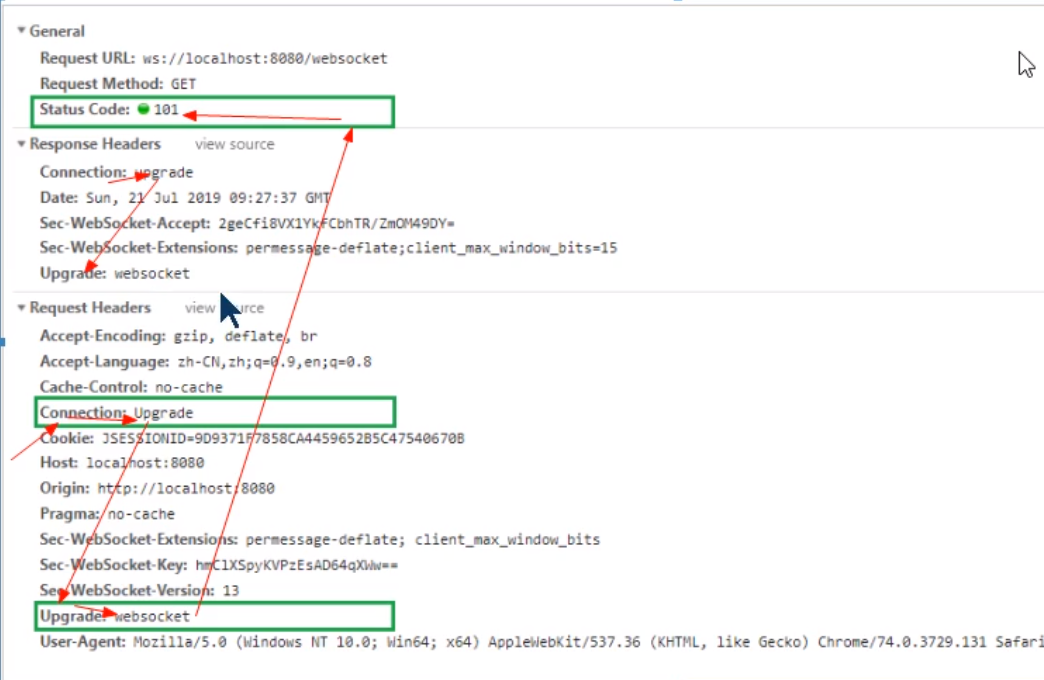 General
Request URL: ws://localhost:8080/websocket
Request Method: GET
Status Code: 101
Response Headers view source
Connection: upgrade
Date: Sun, 21 Jul 2019 09:27:37 GMT
Sec-WebSocket-Accept:
Sec-WebSocket-Extensions: permessage-deflate;client_max_window_bits=15
Upgrade: websocket
Request Headers view source
Accept-Encoding: gzip, deflate, br
Accept-Language: zh-CN,zh;q=0.9,en;q=0.8
Cache-Control: no-cache
Connection: Upgrade
Cookie: JSESSIONID=9D9371F7858CA4459652B5C47540670B
Host: localhost:8080
Origin: http://localhost:8080
Pragma: no-cache
Sec-WebSocket-Extensions: permessage-deflate; client_max_window_bits
Sec-WebSocket-Key: hmClXSpyKVPzEsAD64qXWw==
Sec-WebSocket-Version: 13
Upgrade: websocket
User-Agent: Mozilla/5.0 (Windows NT 10.0; Win64; x64) AppleWebKit/537.36 (KHTML, like Gecko) Chrome/74.0.3729.131 Safari